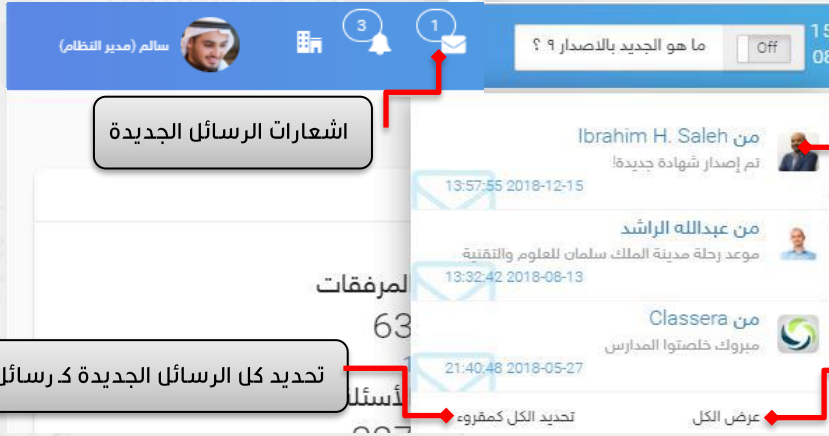 سالم (مدير النظام)
3
1
ما هو الجديد بالاصدار ٩ ؟
Off
اشعارات الرسائل الجديدة
من Ibrahim H. Saleh
تم إصدار شهادة جديدة!
13:57:55 2018-12-15
من عبدالله الراشد
موعد رحلة مدينة الملك سلمان للعلوم والتقنية
13:32:42 2018-08-13
من Classera
مبروك خلصتوا المدارس
21:40:48 2018-05-27
عرض الكل
تحديد الكل كمقروء
المرفقات
63
تحديد كل الرسائل الجديدة كـ رسائل